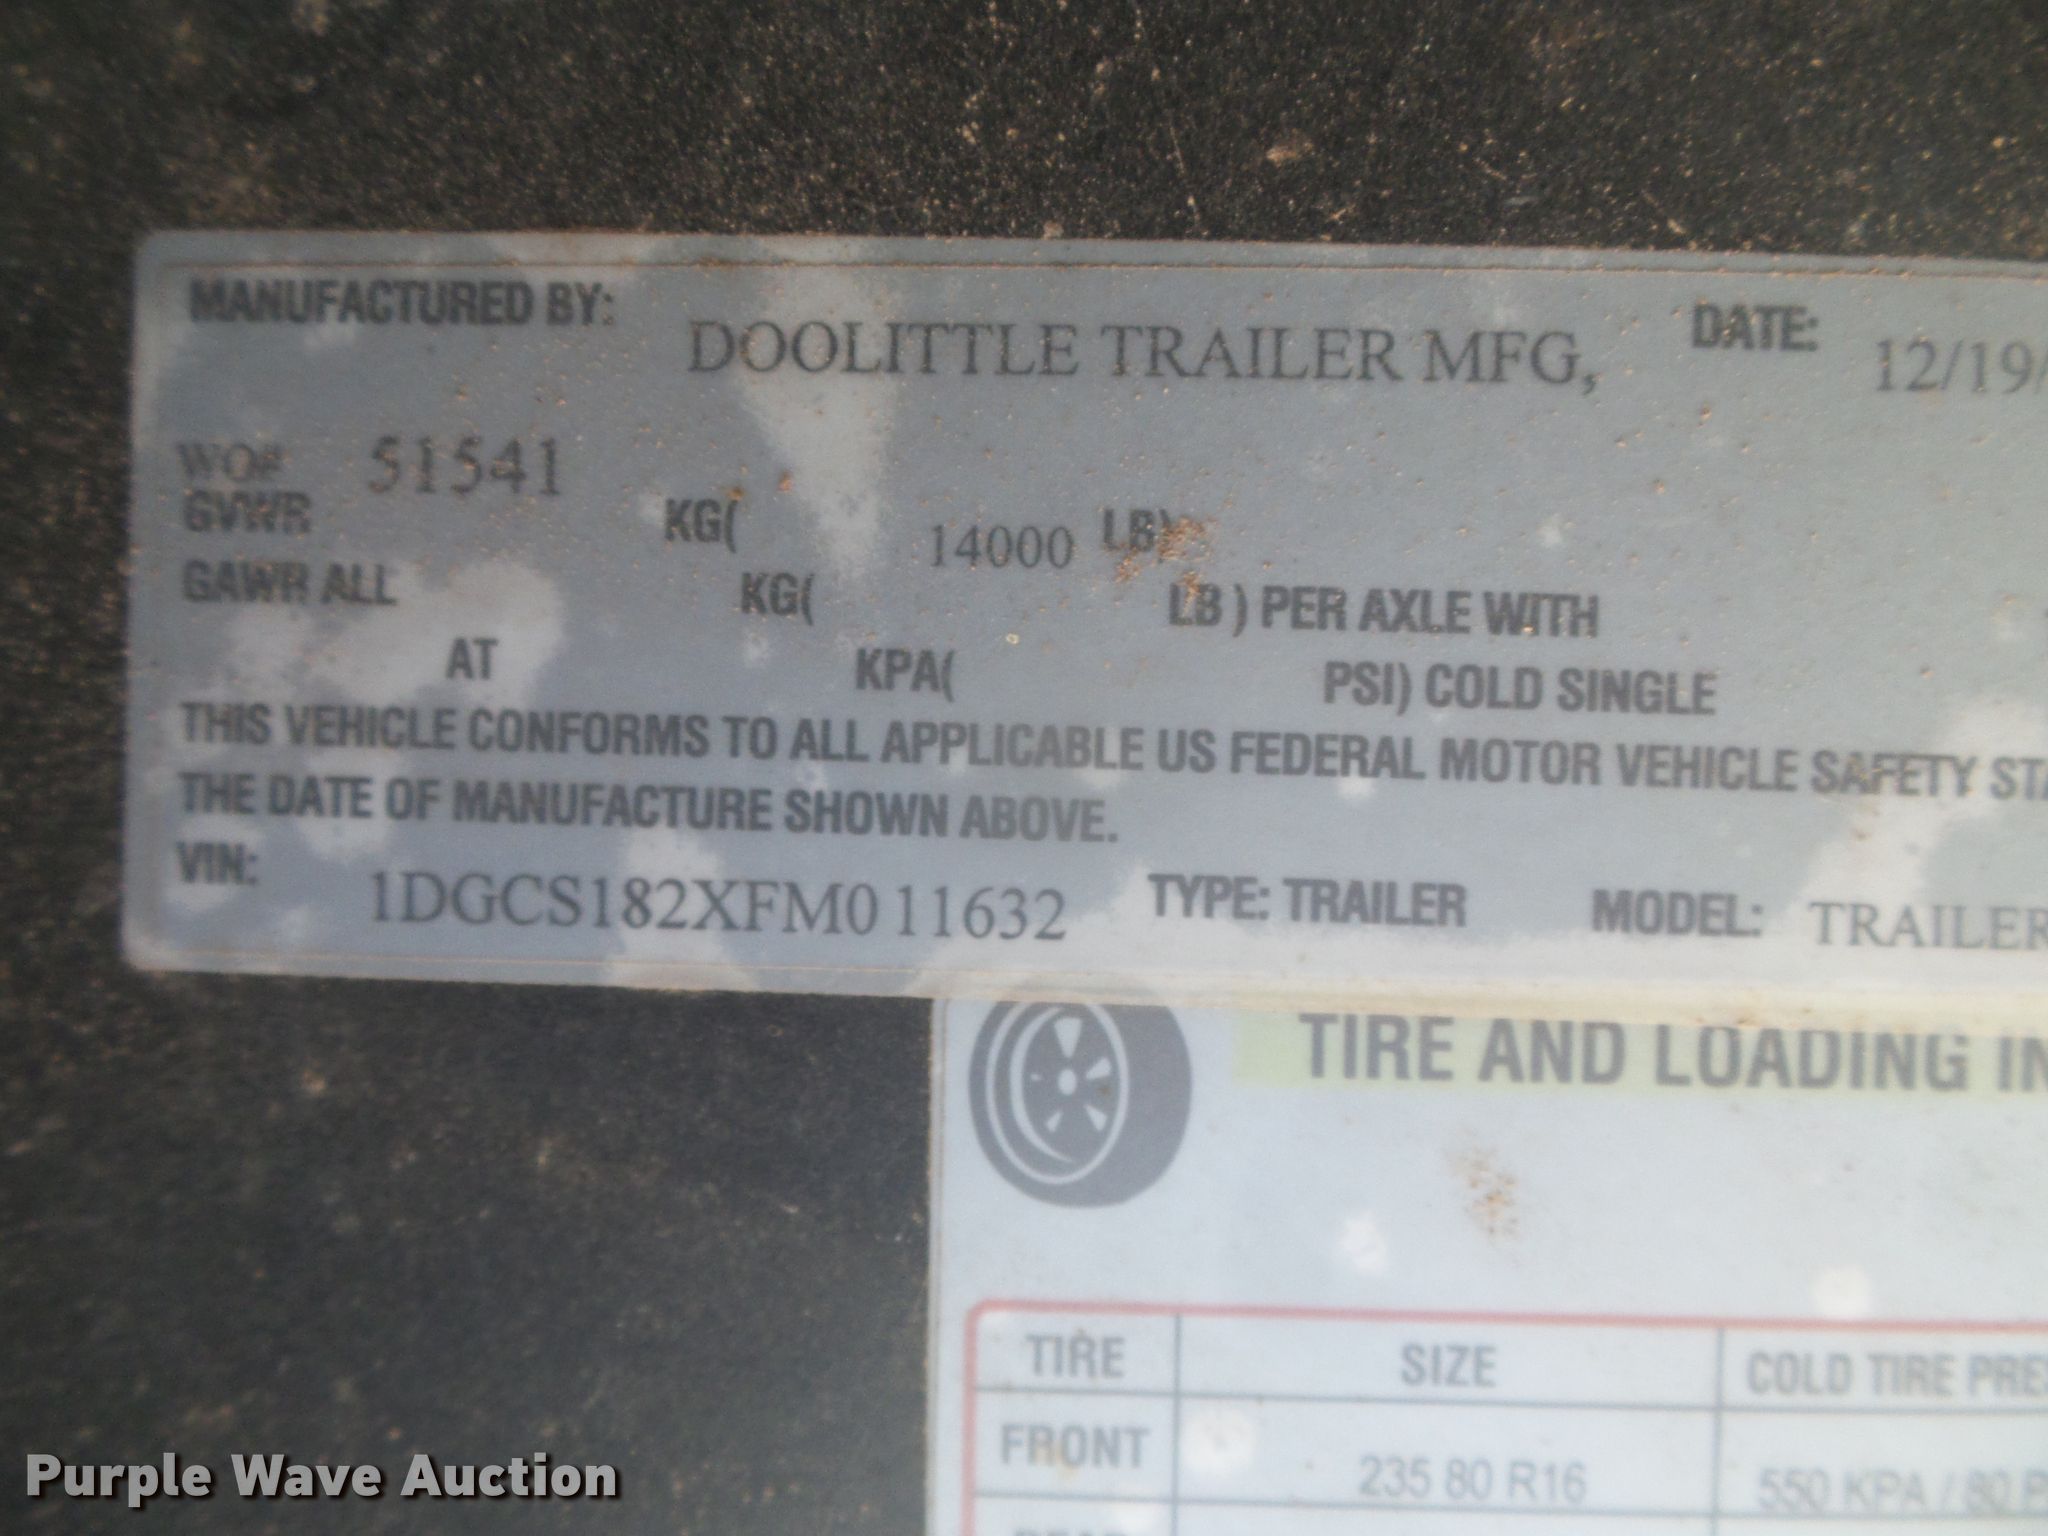 MANUFACTURED BY: DOOLITTLE TRAILER MFG, DATE: 12/19/
WO# 51541
GVWR KG( 14000 LB)
GAWR ALL KG( LB ) PER AXLE WITH
AT KPA( PSI) COLD SINGLE
THIS VEHICLE CONFORMS TO ALL APPLICABLE US FEDERAL MOTOR VEHICLE SAFETY STA
THE DATE OF MANUFACTURE SHOWN ABOVE.
VIN: 1DGCS182XFM011632 TYPE: TRAILER MODEL: TRAILER
TIRE AND LOADING IN
TIRE SIZE COLD TIRE PRE
FRONT 235 80 R16 550 KPA / 80 P
Purple Wave Auction